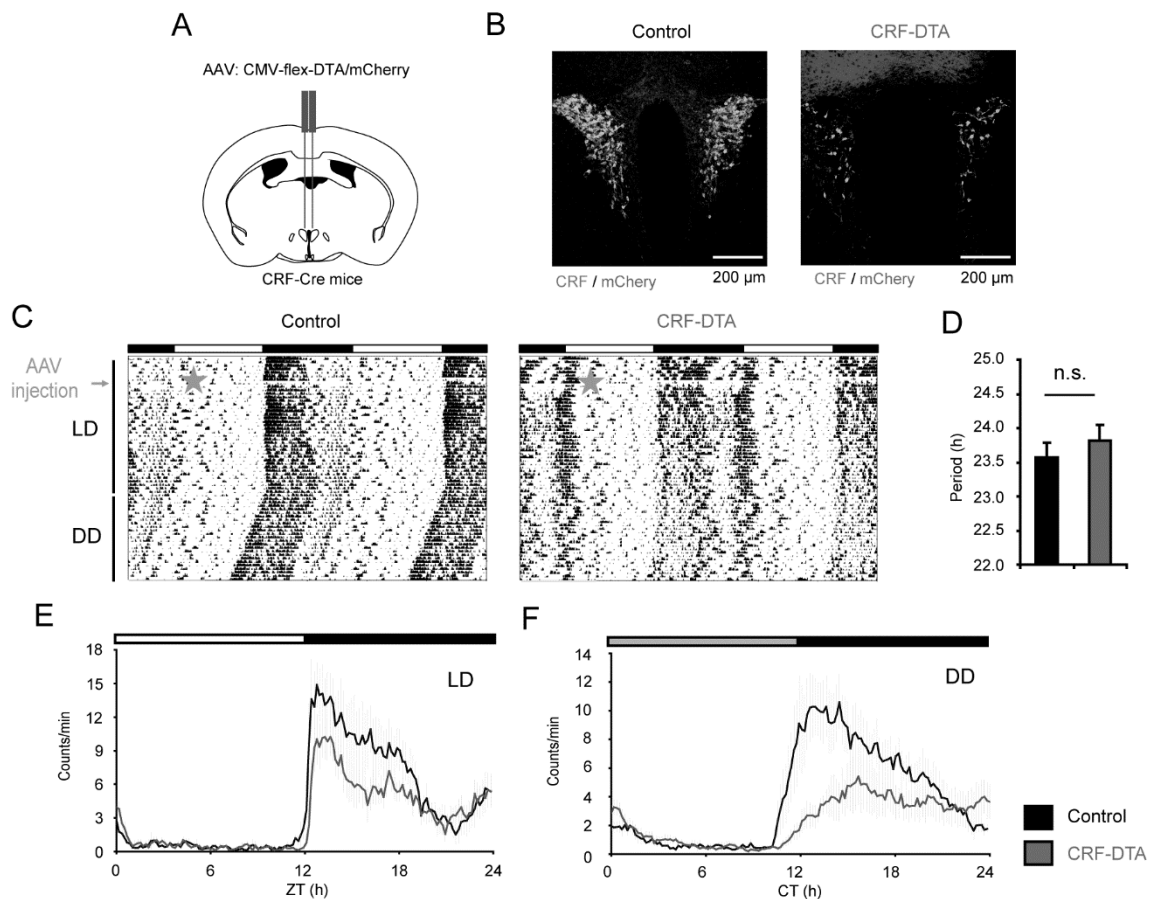 A
AAV: CMV-flex-DTA/mCherry
CRF-Cre mice
B
Control
CRF-DTA
CRF / mChery
200 µm
CRF / mChery
200 µm
C
Control
CRF-DTA
AAV
injection
LD
DD
D
25.0
24.5
24.0
23.5
23.0
22.5
22.0
Period (h)
n.s.
E
LD
18
15
12
9
6
3
0
Counts/min
0 6 12 18 24
ZT (h)
F
DD
14
12
10
8
6
4
2
0
Counts/min
0 6 12 18 24
CT (h)
Control
CRF-DTA